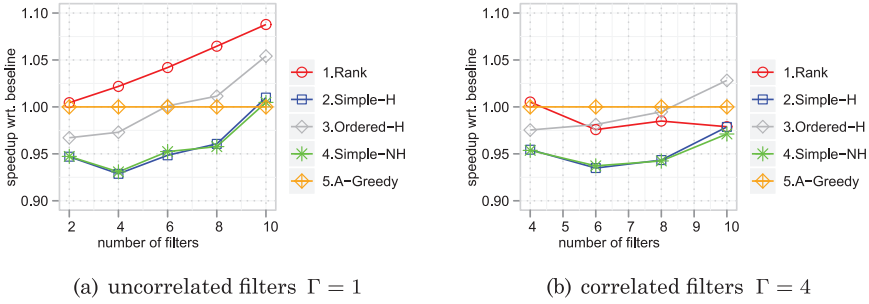 1.10
1.05
1.00
0.95
0.90
speedup wrt. baseline
2 4 6 8 10
number of filters
1.Rank
2.Simple-H
3.Ordered-H
4.Simple-NH
5.A-Greedy
(a) uncorrelated filters Γ = 1
1.10
1.05
1.00
0.95
0.90
speedup wrt. baseline
4 5 6 7 8 9 10
number of filters
1.Rank
2.Simple-H
3.Ordered-H
4.Simple-NH
5.A-Greedy
(b) correlated filters Γ = 4